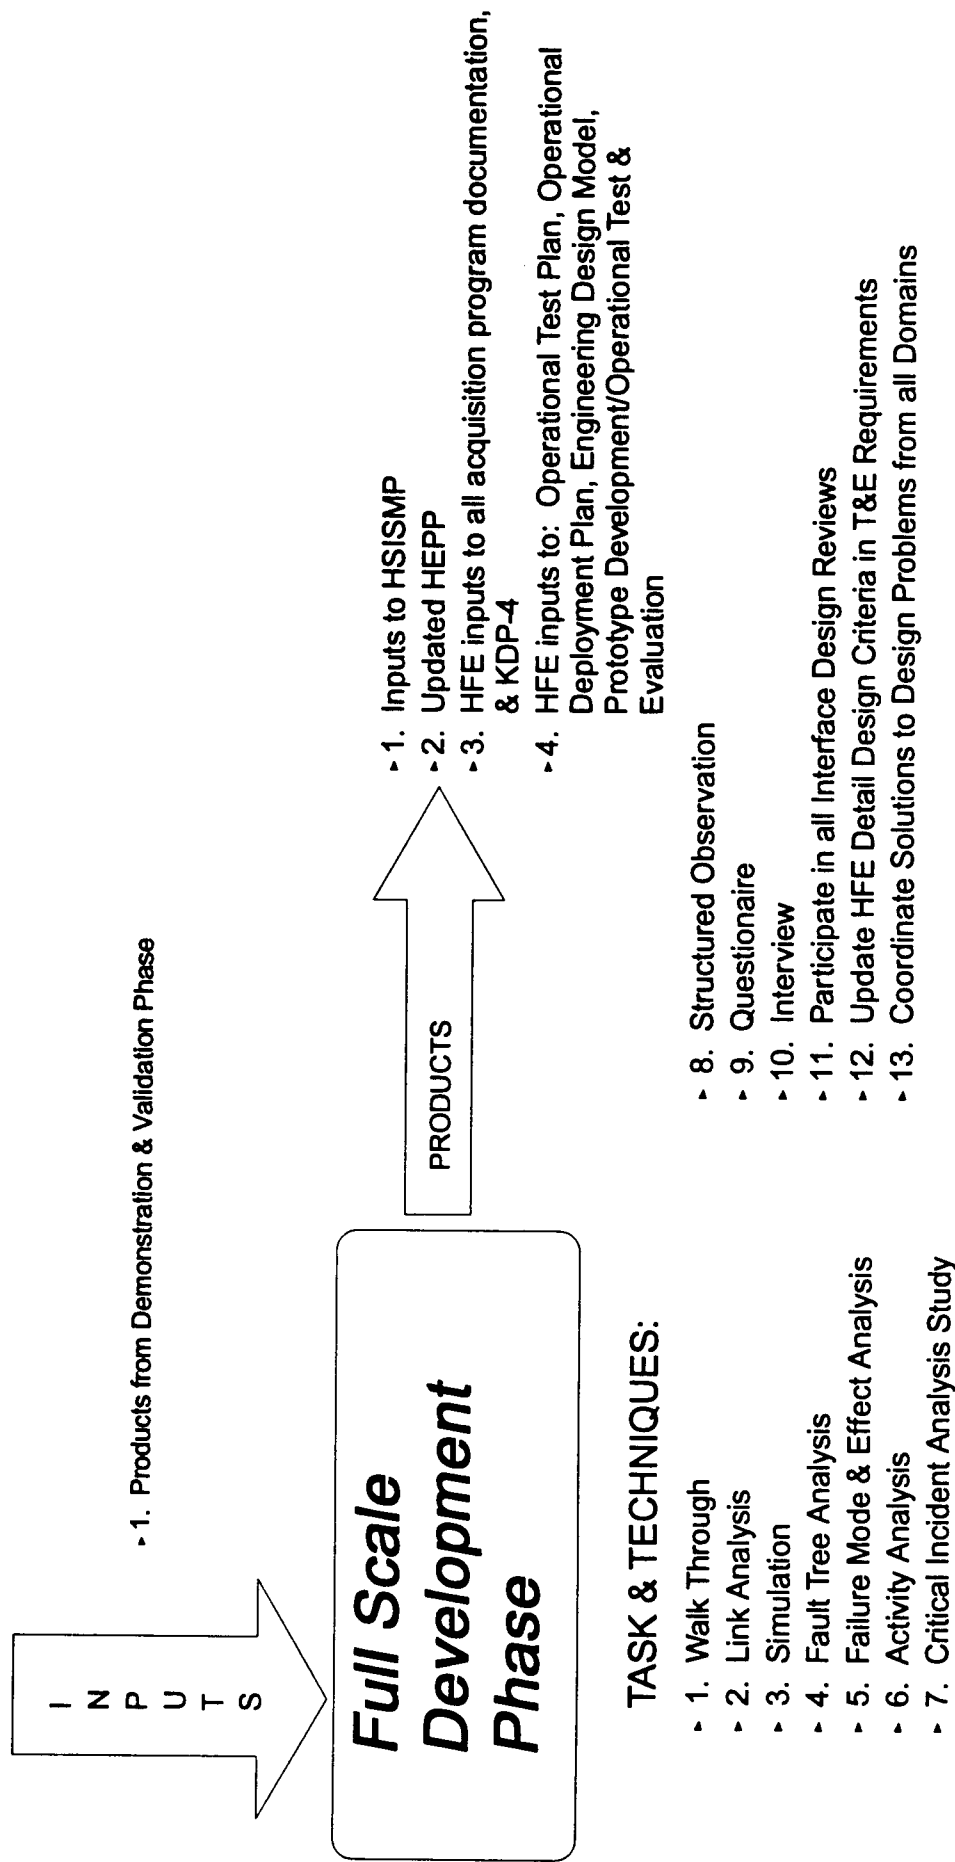 I
N
P
U
T
S
1. Products from Demonstration & Validation Phase
Full Scale
Development
Phase
PRODUCTS
1. Inputs to HSISMP
2. Updated HEPP
3. HFE inputs to all acquisition program documentation,
& KDP-4
4. HFE inputs to: Operational Test Plan, Operational
Deployment Plan, Engineering Design Model,
Prototype Development/Operational Test &
Evaluation
TASK & TECHNIQUES:
1. Walk Through
2. Link Analysis
3. Simulation
4. Fault Tree Analysis
5. Failure Mode & Effect Analysis
6. Activity Analysis
7. Critical Incident Analysis Study
8. Structured Observation
9. Questionaire
10. Interview
11. Participate in all Interface Design Reviews
12. Update HFE Detail Design Criteria in T&E Requirements
13. Coordinate Solutions to Design Problems from all Domains